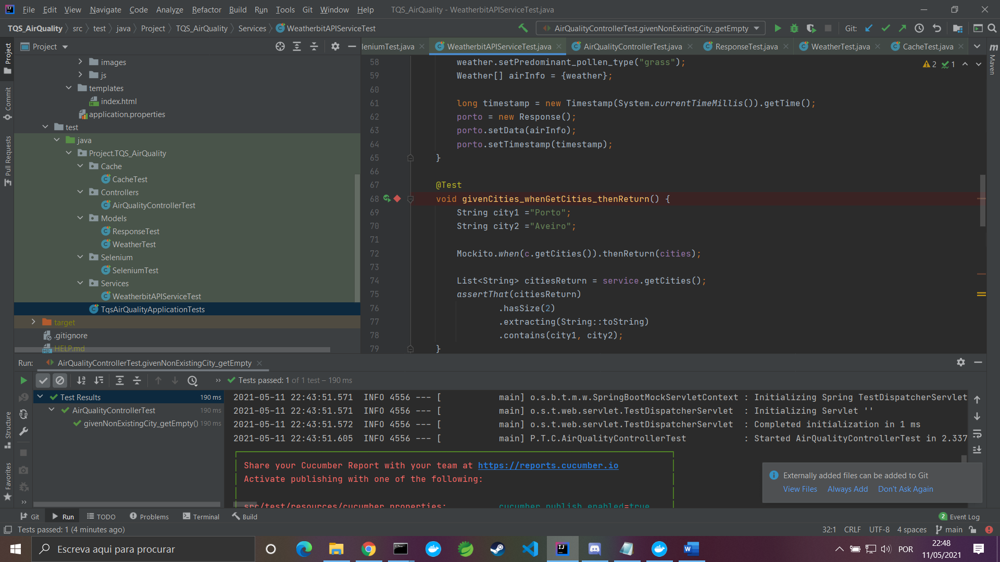 File Edit View Navigate Code Analyze Refactor Build Run Tools Git Window Help TQS_AirQuality - WeatherbitAPIServiceTest.java
TQS_AirQuality src test java Project TQS_AirQuality Services WeatherbitAPIServiceTest
AirQualityControllerTest.givenNonExistingCity_getEmpty Git:
Project
leniumTest.java WeatherbitAPIServiceTest.java AirQualityControllerTest.java ResponseTest.java WeatherTest.java CacheTest.java
Project
Commit
Pull Requests
Structure
Favorites
Maven
images
js
templates
index.html
application.properties
test
java
Project.TQS_AirQuality
Cache
CacheTest
Controllers
AirQualityControllerTest
Models
ResponseTest
WeatherTest
Selenium
SeleniumTest
Services
WeatherbitAPIServiceTest
TqsAirQualityApplicationTests
target
.gitignore
HELP.md
2 1
58 weather.setPredominant_pollen_type("grass");
59 Weather[] airInfo = {weather};
60
61 long timestamp = new Timestamp(System.currentTimeMillis()).getTime();
62 porto = new Response();
63 porto.setData(airInfo);
64 porto.setTimestamp(timestamp);
65 }
66
67 @Test
68 void givenCities_whenGetCities_thenReturn() {
69 String city1 ="Porto";
70 String city2 ="Aveiro";
71
72 Mockito.when(c.getCities()).thenReturn(cities);
73
74 List<String> citiesReturn = service.getCities();
75 assertThat(citiesReturn)
76 .hasSize(2)
77 .extracting(String::toString)
78 .contains(city1, city2);
79 }
Run: AirQualityControllerTest.givenNonExistingCity_getEmpty
Tests passed: 1 of 1 test – 190 ms
Test Results 190 ms
AirQualityControllerTest 190 ms
givenNonExistingCity_getEmpty() 190 ms
2021-05-11 22:43:51.571 INFO 4556 --- [ main] o.s.b.t.m.w.SpringBootMockServletContext : Initializing Spring TestDispatcherServlet
2021-05-11 22:43:51.571 INFO 4556 --- [ main] o.s.t.web.servlet.TestDispatcherServlet : Initializing Servlet ''
2021-05-11 22:43:51.572 INFO 4556 --- [ main] o.s.t.web.servlet.TestDispatcherServlet : Completed initialization in 1 ms
2021-05-11 22:43:51.605 INFO 4556 --- [ main] P.T.C.AirQualityControllerTest : Started AirQualityControllerTest in 2.337
Share your Cucumber Report with your team at https://reports.cucumber.io
Activate publishing with one of the following:
src/test/resources/cucumber.properties: cucumber.publish.enabled=true
Externally added files can be added to Git
View Files Always Add Don't Ask Again
Git Run TODO Problems Terminal Build 2 Event Log
Tests passed: 1 (4 minutes ago) 32:1 CRLF UTF-8 4 spaces main
Escreva aqui para procurar
POR
22:48
11/05/2021